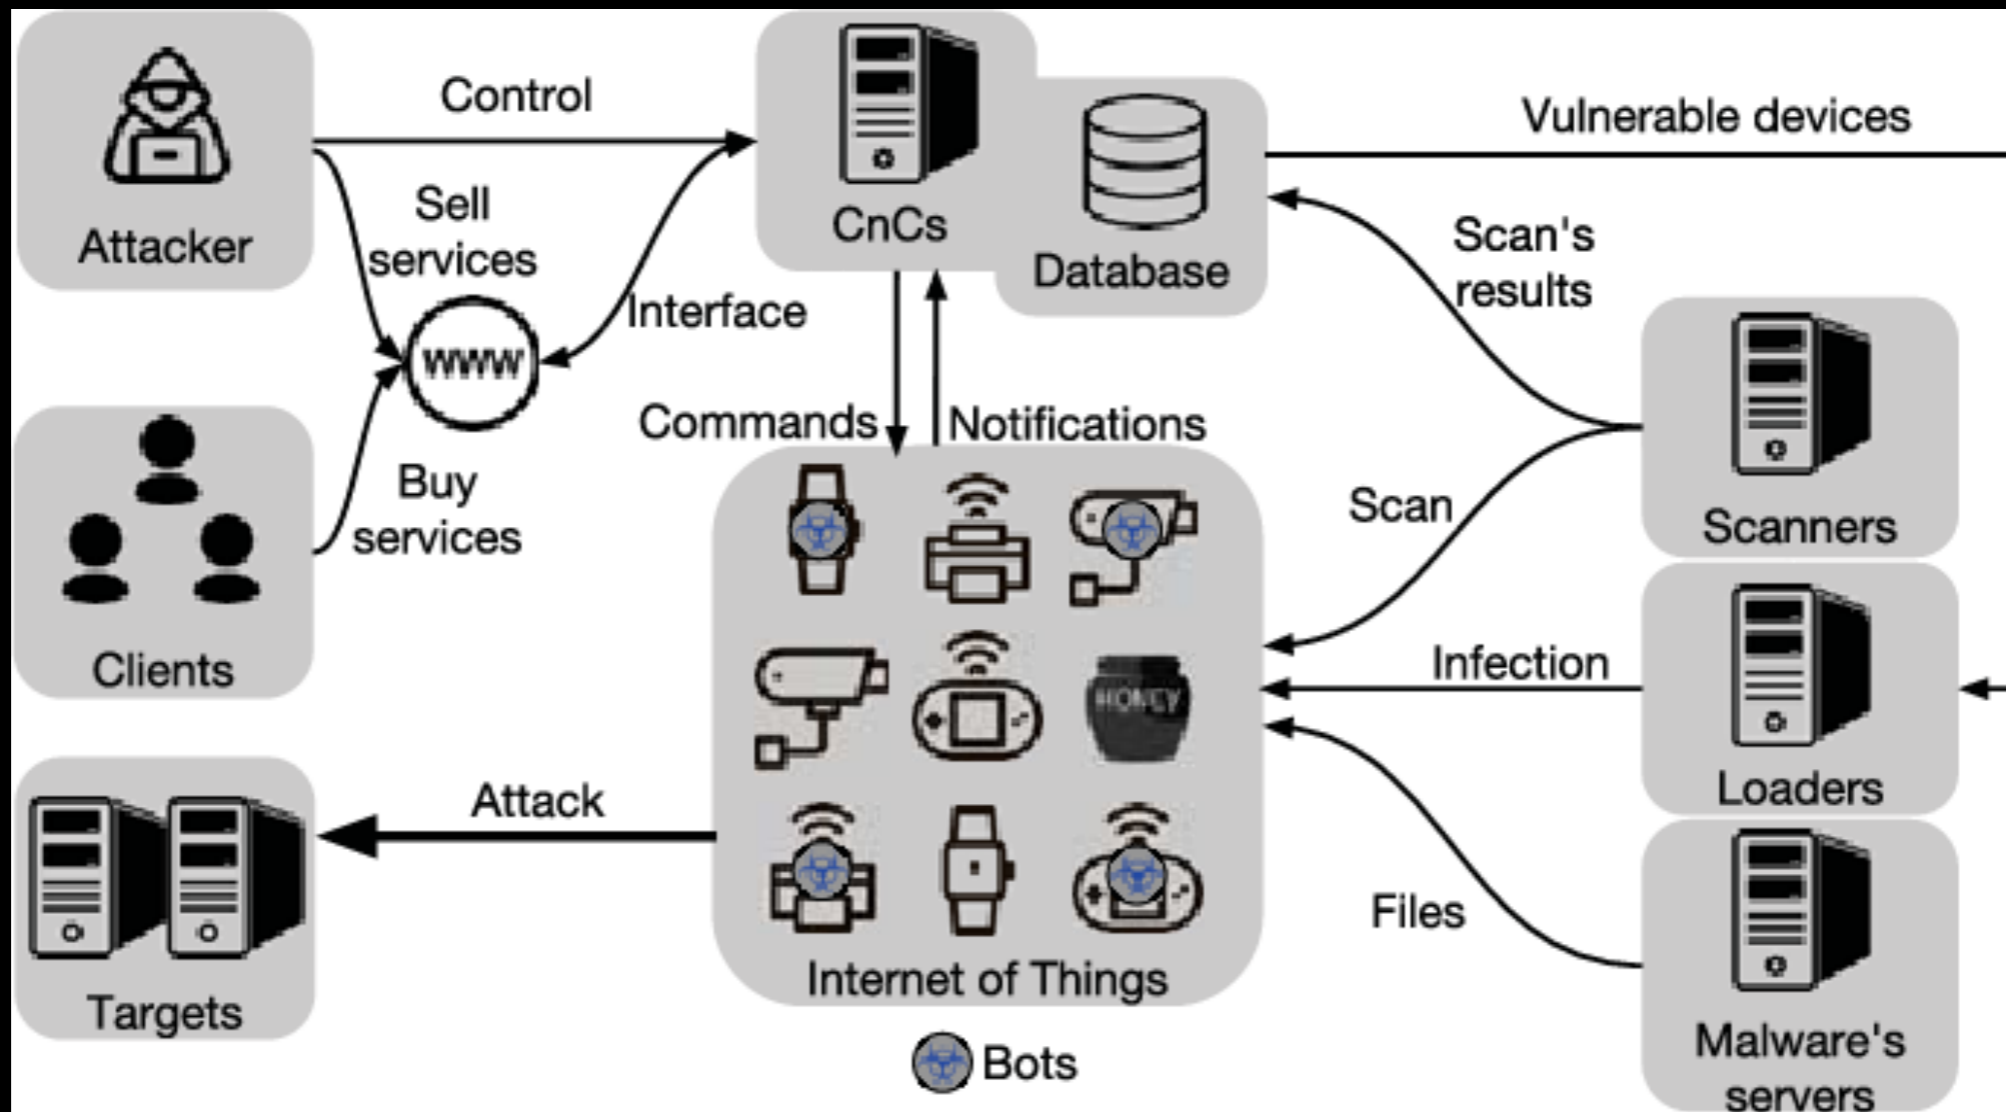 Control
Vulnerable devices
Attacker
Sell
services
CnCs
Database
Scan's
results
Interface
www
Commands
Notifications
Buy
services
Scan
Scanners
Clients
HONEY
Infection
Loaders
Attack
Files
Internet of Things
Targets
Malware's
servers
Bots